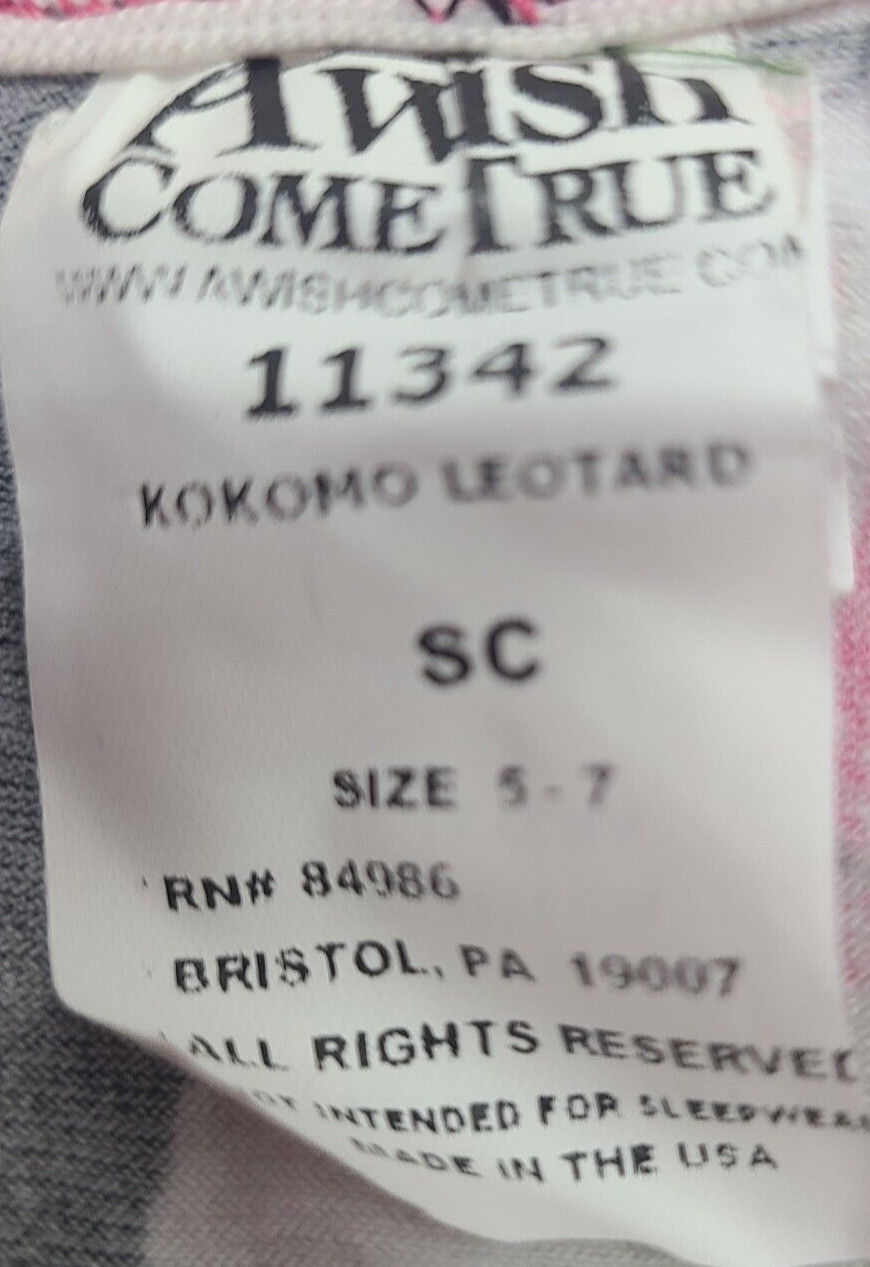 A Wish
COME TRUE
WWW.AWISHCOMETRUE.COM
11342
KOKOMO LEOTARD
SC
SIZE 5-7
RN# 84986
BRISTOL, PA 19007
ALL RIGHTS RESERVED
INTENDED FOR SLEEPWEAR
MADE IN THE USA